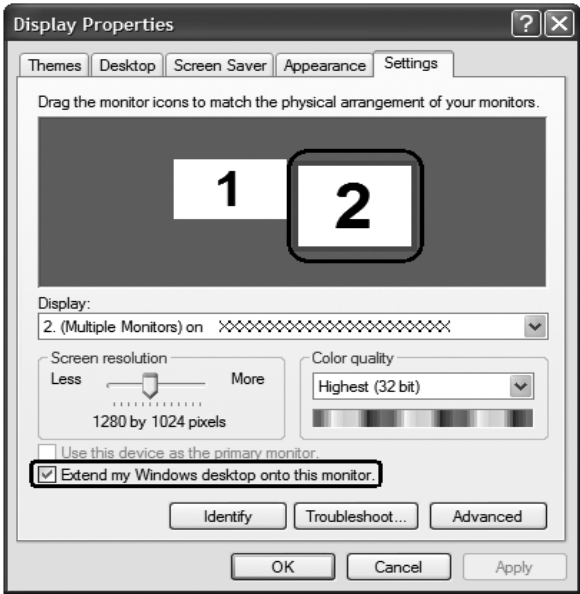 Display Properties
Themes Desktop Screen Saver Appearance Settings
Drag the monitor icons to match the physical arrangement of your monitors.
1 2
Display:
2. (Multiple Monitors) on XXXXXXXXXXXXXXXXXXXXXXXX
Screen resolution
Less More
1280 by 1024 pixels
Color quality
Highest (32 bit)
Use this device as the primary monitor.
Extend my Windows desktop onto this monitor.
Identify Troubleshoot... Advanced
OK Cancel Apply